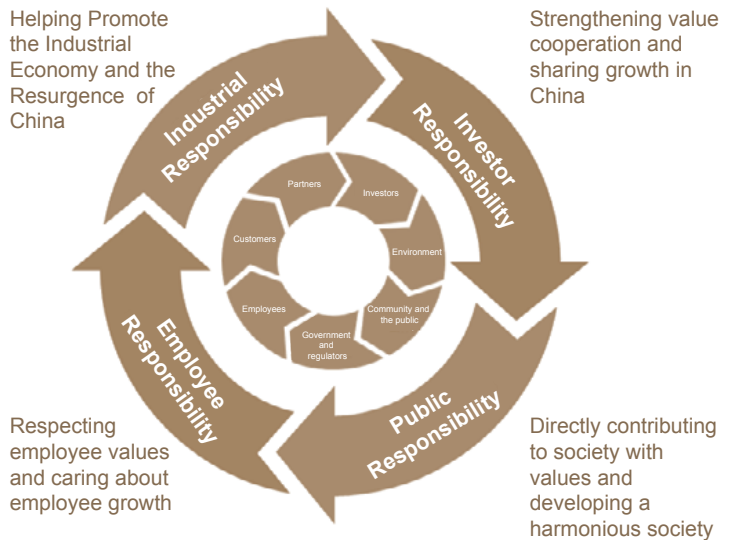 Helping Promote
the Industrial
Economy and the
Resurgence of
China
Strengthening value
cooperation and
sharing growth in
China
Industrial
Responsibility
Investor
Responsibility
Partners
Investors
Customers
Environment
Employees
Community and
the public
Government
and
regulators
Employee
Responsibility
Public
Responsibility
Respecting
employee values
and caring about
employee growth
Directly contributing
to society with
values and
developing a
harmonious society